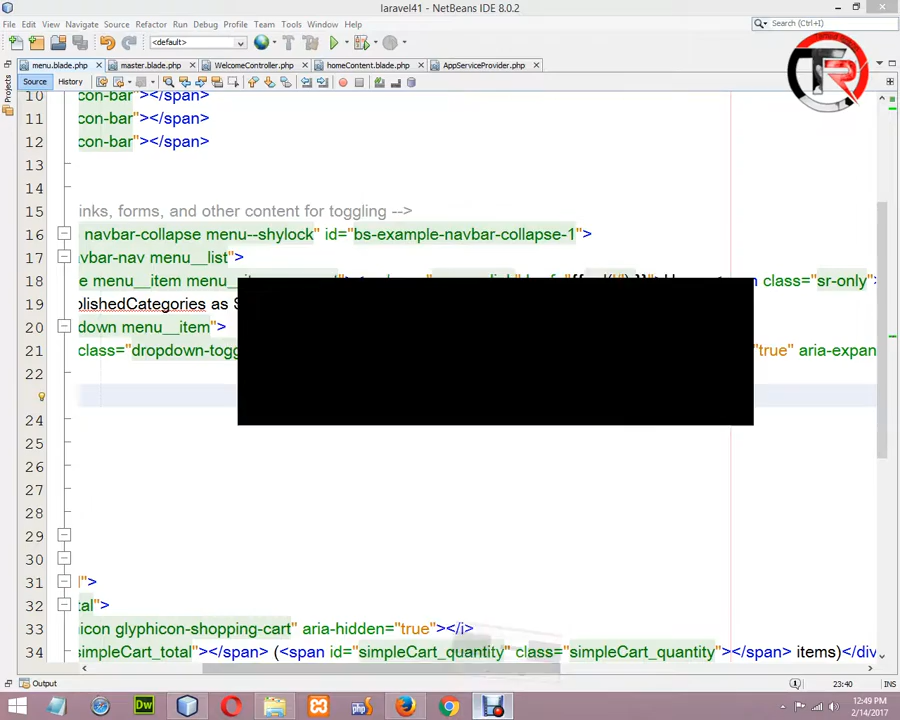 laravel41 - NetBeans IDE 8.0.2
File Edit View Navigate Source Refactor Run Debug Profile Team Tools Window Help
Search (Ctrl+I)
<default>
menu.blade.php master.blade.php WelcomeController.php homeContent.blade.php AppServiceProvider.php
TR
Source History
Projects
10 con-bar"></span>
11 con-bar"></span>
12 con-bar"></span>
13
14
15 inks, forms, and other content for toggling -->
16 navbar-collapse menu--shylock" id="bs-example-navbar-collapse-1">
17 vbar-nav menu__list">
18 e menu__item class="sr-only"
19 plishedCategories as
20 down menu__item">
21 class="dropdown-togg "true" aria-expan
22
24
25
26
27
28
29
30
31 l">
32 tal">
33 icon glyphicon-shopping-cart" aria-hidden="true"></i>
34 simpleCart_total"></span> (<span id="simpleCart_quantity" class="simpleCart_quantity"></span> items)</div
Output
23:40 INS
12:49 PM
2/14/2017